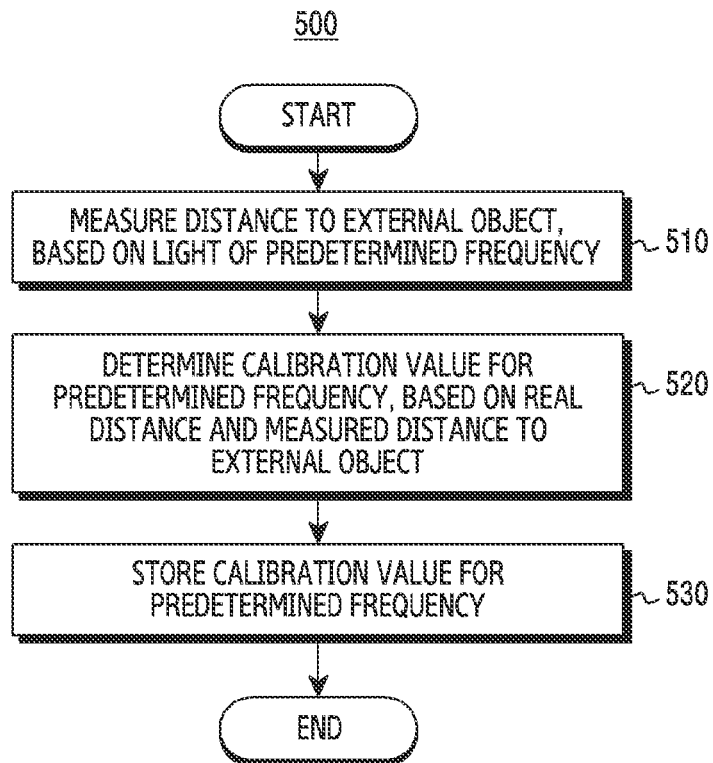 500
START
MEASURE DISTANCE TO EXTERNAL OBJECT,
BASED ON LIGHT OF PREDETERMINED FREQUENCY
510
DETERMINE CALIBRATION VALUE FOR
PREDETERMINED FREQUENCY, BASED ON REAL
DISTANCE AND MEASURED DISTANCE TO
EXTERNAL OBJECT
520
STORE CALIBRATION VALUE FOR
PREDETERMINED FREQUENCY
530
END